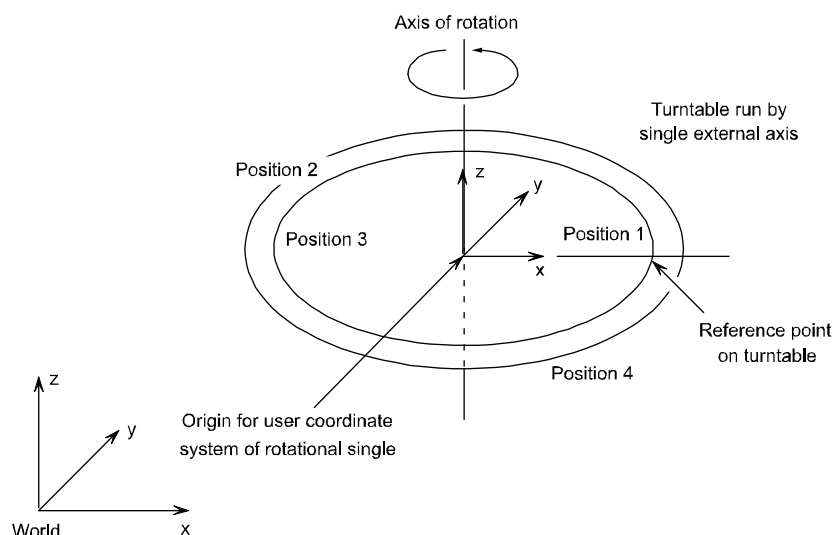 Axis of rotation
Turntable run by
single external axis
Position 2
z
y
Position 3
Position 1
x
Reference point
on turntable
Position 4
z
y
Origin for user coordinate
system of rotational single
x
World